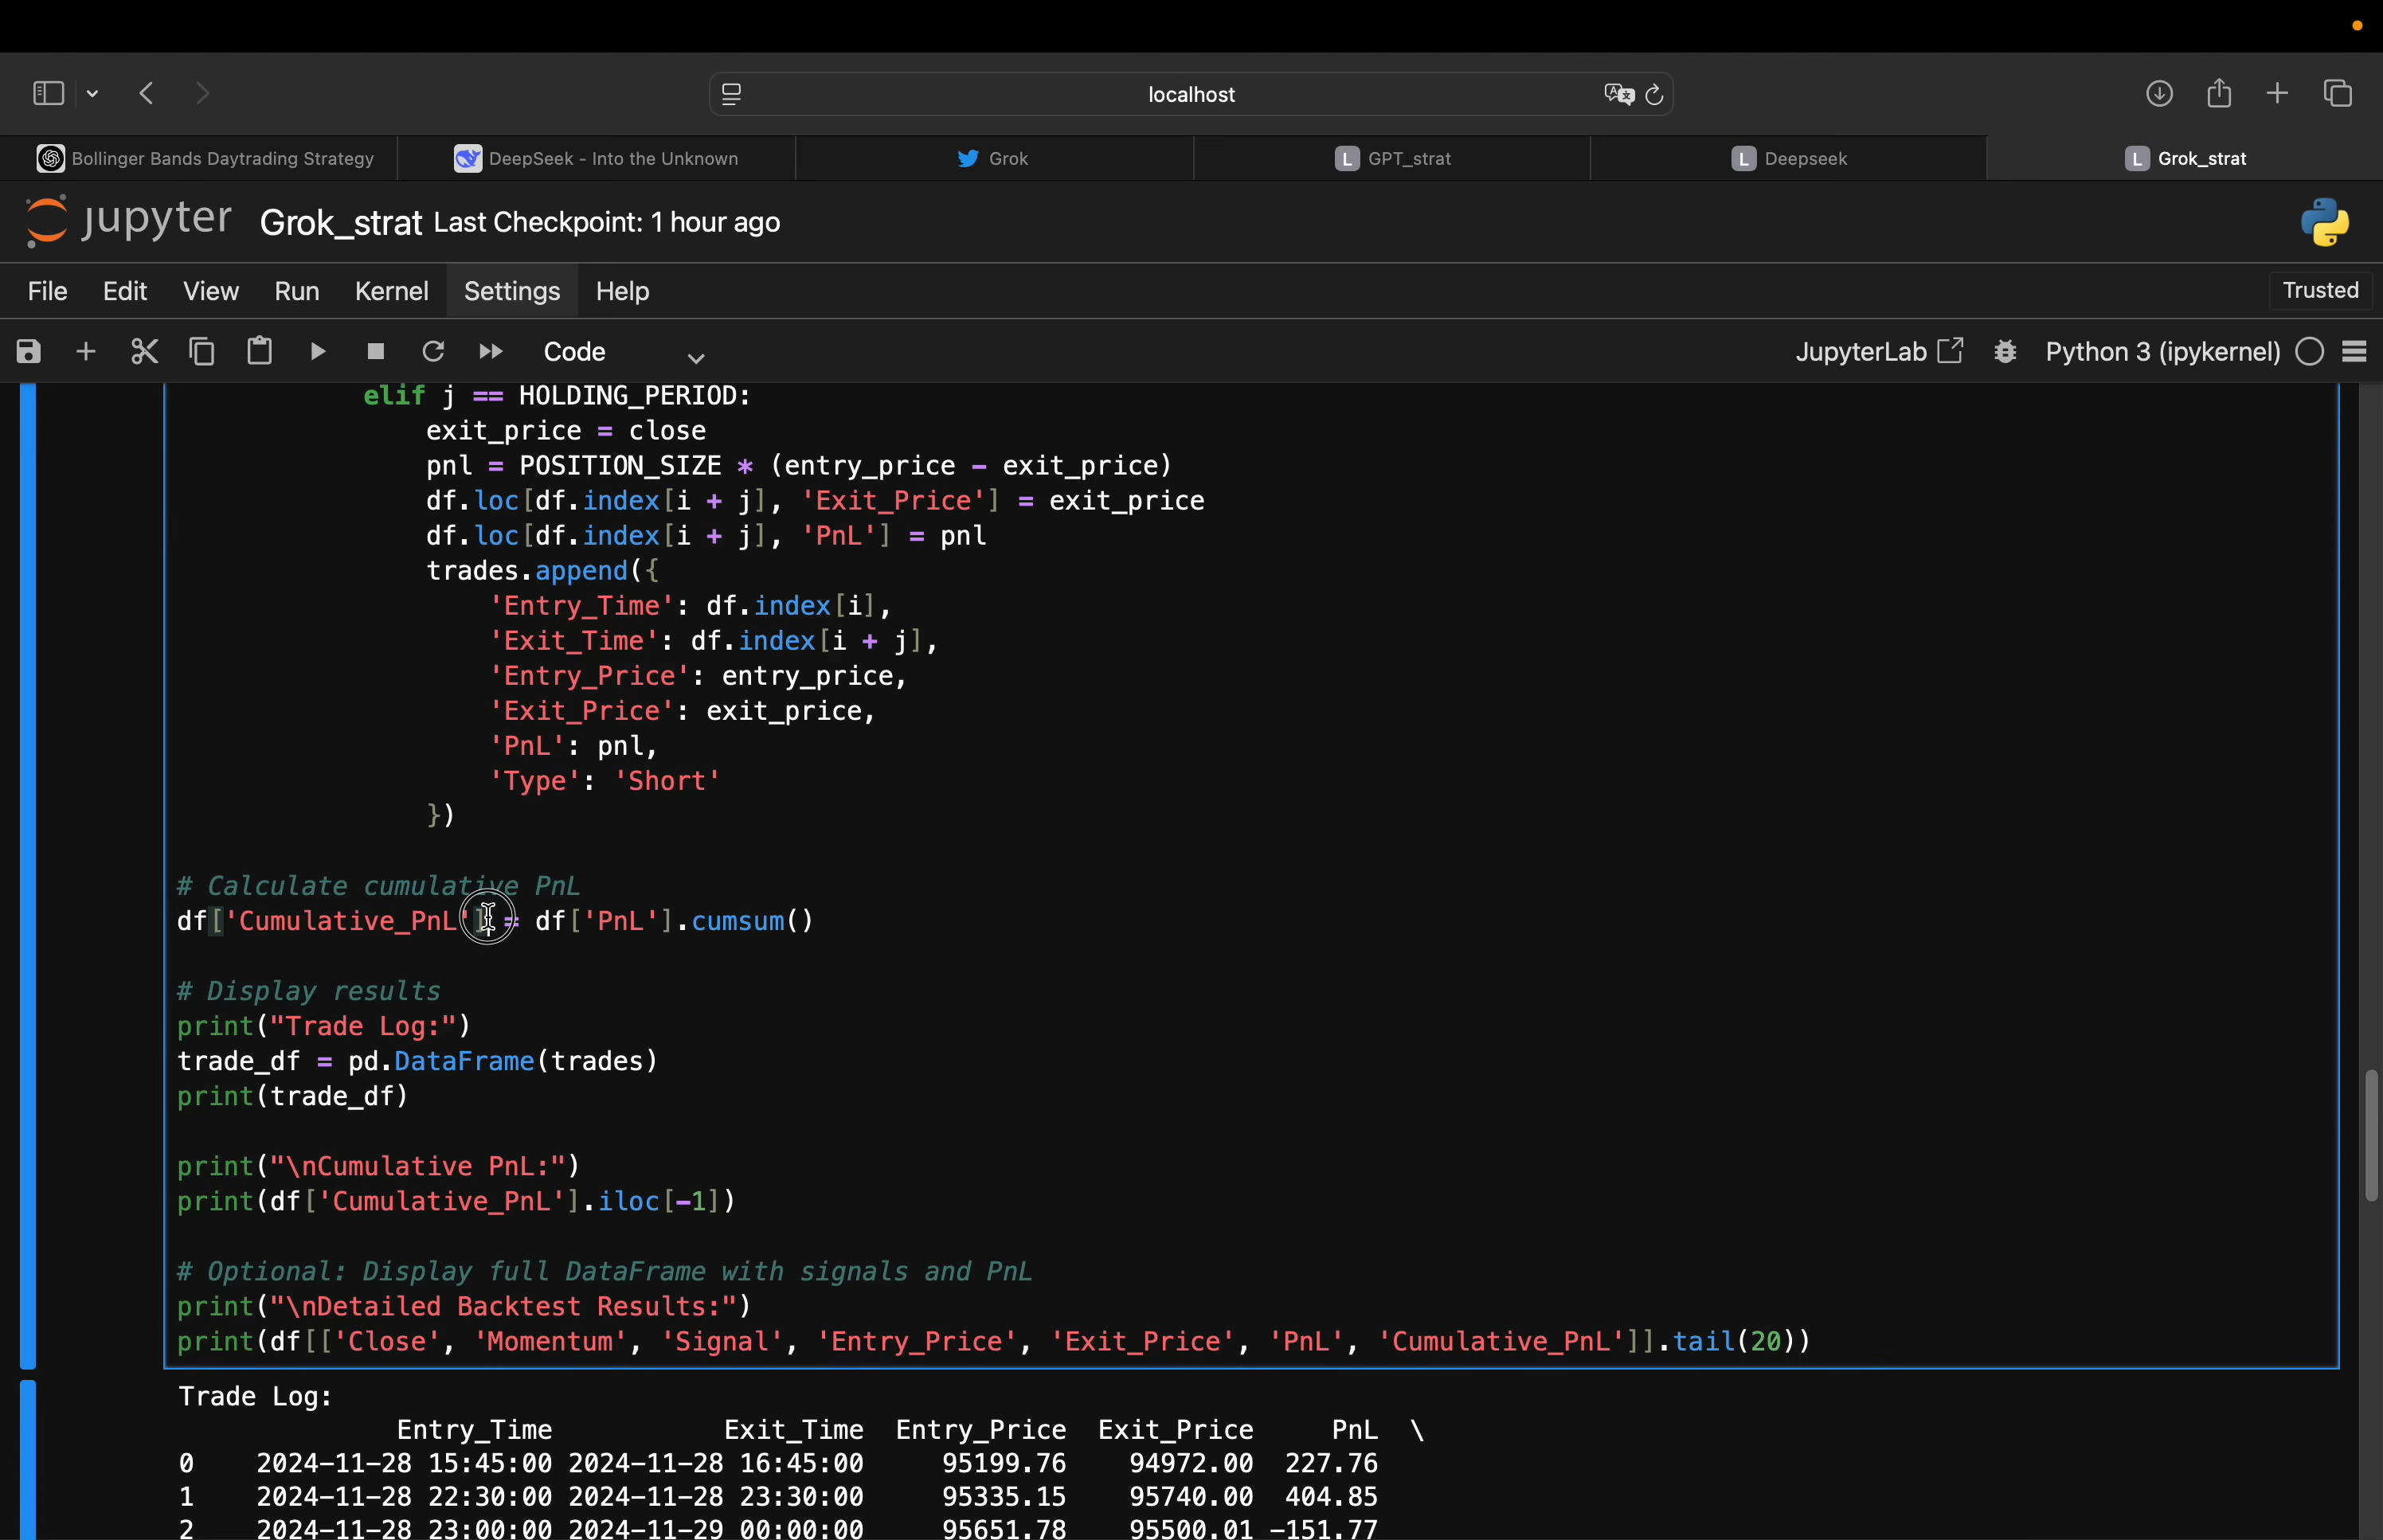 localhost
Bollinger Bands Daytrading Strategy
DeepSeek - Into the Unknown
Grok
L GPT_strat
L Deepseek
L Grok_strat
jupyter Grok_strat Last Checkpoint: 1 hour ago
File Edit View Run Kernel Settings Help Trusted
Code JupyterLab Python 3 (ipykernel)
elif j == HOLDING_PERIOD:
exit_price = close
pnl = POSITION_SIZE * (entry_price - exit_price)
df.loc[df.index[i + j], 'Exit_Price'] = exit_price
df.loc[df.index[i + j], 'PnL'] = pnl
trades.append({
'Entry_Time': df.index[i],
'Exit_Time': df.index[i + j],
'Entry_Price': entry_price,
'Exit_Price': exit_price,
'PnL': pnl,
'Type': 'Short'
})
# Calculate cumulative PnL
df['Cumulative_PnL'] = df['PnL'].cumsum()
# Display results
print("Trade Log:")
trade_df = pd.DataFrame(trades)
print(trade_df)
print("\nCumulative PnL:")
print(df['Cumulative_PnL'].iloc[-1])
# Optional: Display full DataFrame with signals and PnL
print("\nDetailed Backtest Results:")
print(df[['Close', 'Momentum', 'Signal', 'Entry_Price', 'Exit_Price', 'PnL', 'Cumulative_PnL']].tail(20))
Trade Log:
Entry_Time Exit_Time Entry_Price Exit_Price PnL \
0 2024-11-28 15:45:00 2024-11-28 16:45:00 95199.76 94972.00 227.76
1 2024-11-28 22:30:00 2024-11-28 23:30:00 95335.15 95740.00 404.85
2 2024-11-28 23:00:00 2024-11-29 00:00:00 95651.78 95500.01 -151.77